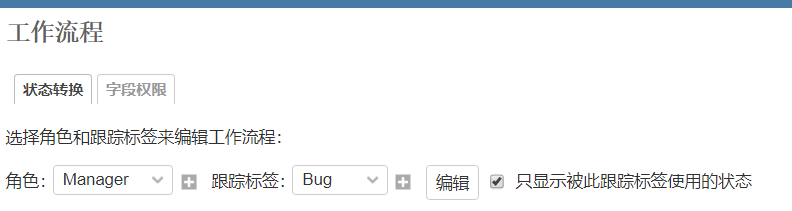 工作流程
状态转换 字段权限
选择角色和跟踪标签来编辑工作流程：
角色： Manager 跟踪标签： Bug 编辑 只显示被此跟踪标签使用的状态